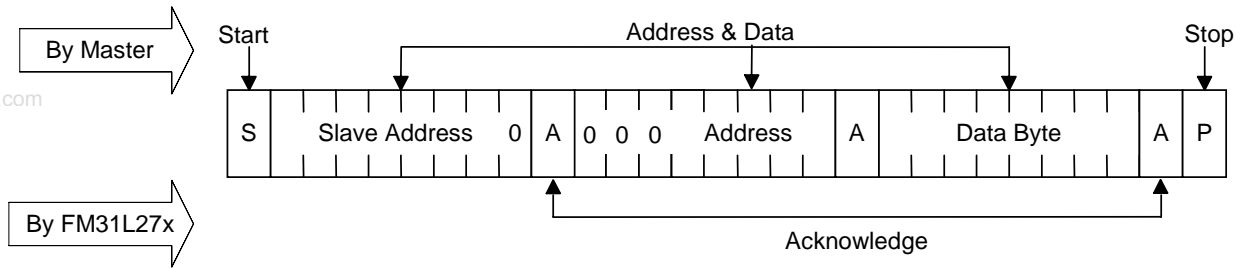 Start
Address & Data
Stop
By Master
com
S Slave Address 0 A 0 0 0 Address A Data Byte A P
By FM31L27x
Acknowledge